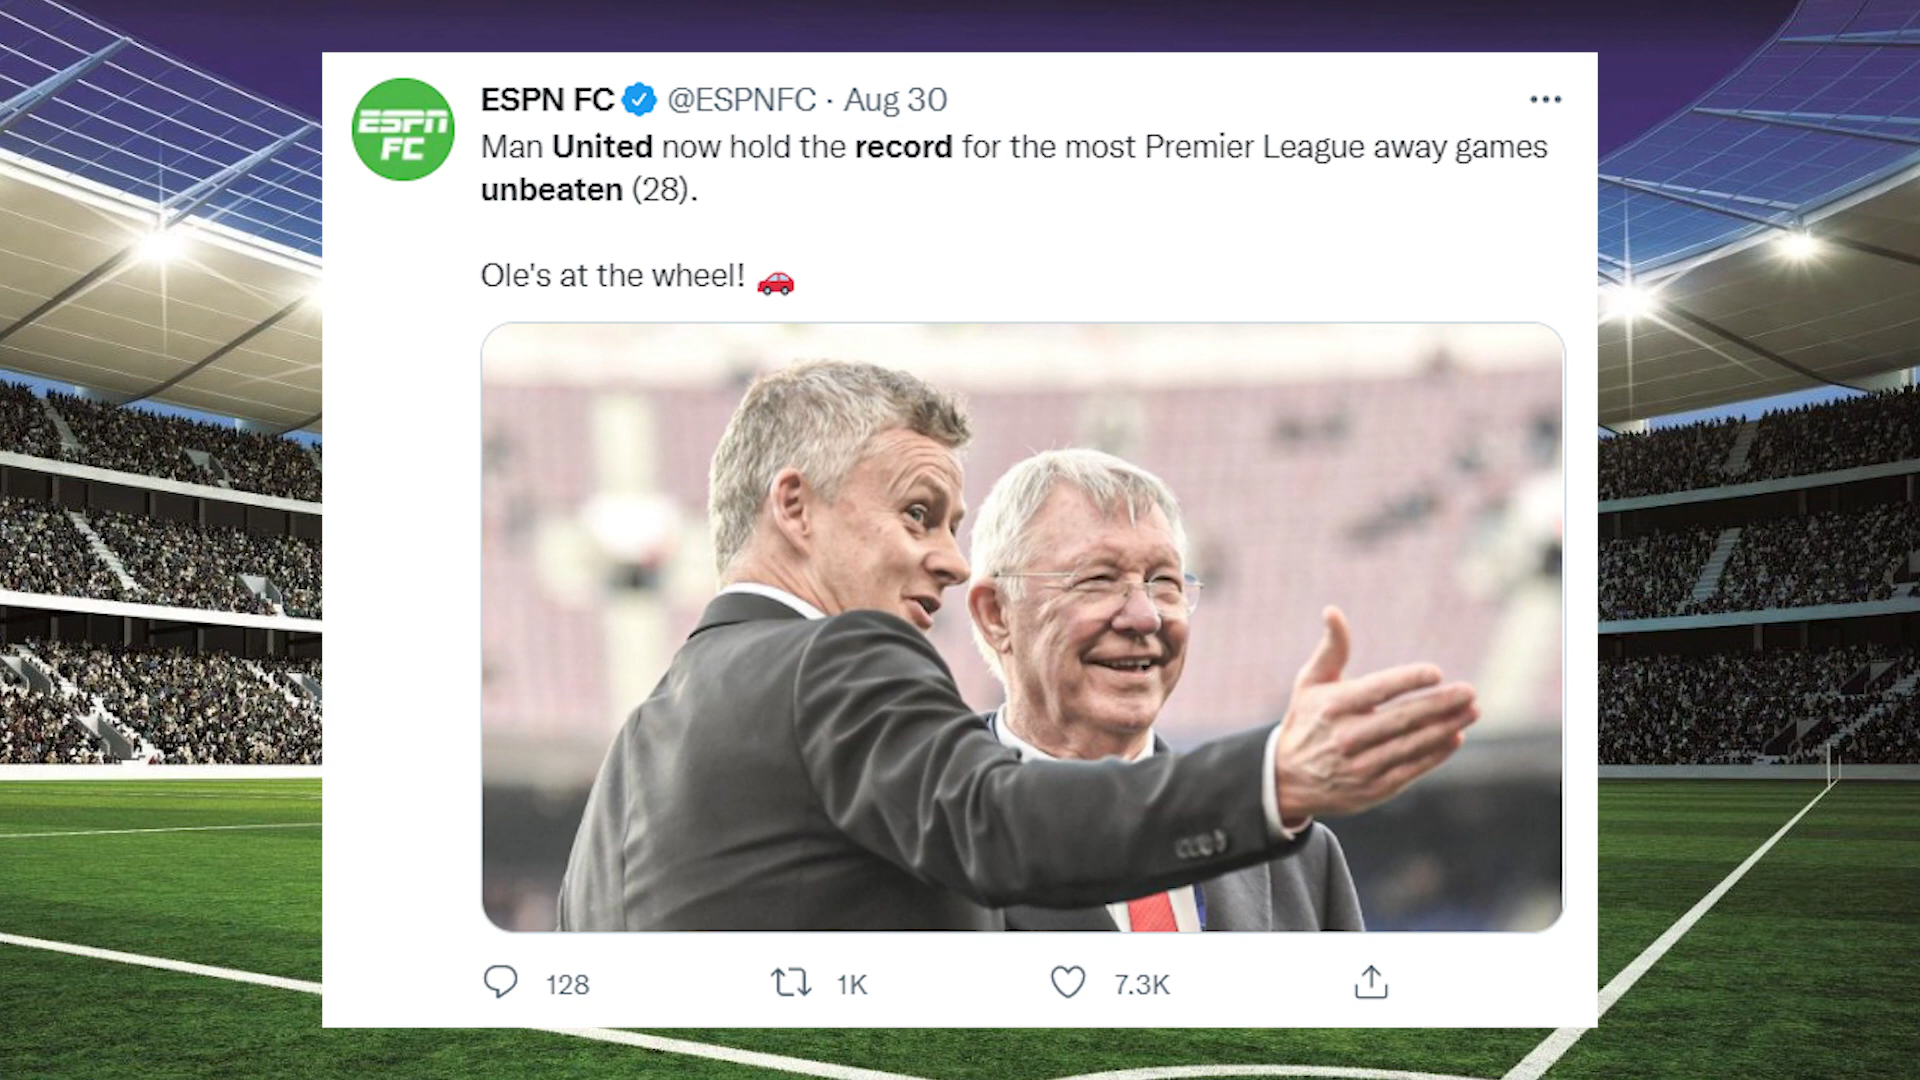 ESPN FC @ESPNFC · Aug 30
ESPN
FC
Man United now hold the record for the most Premier League away games
unbeaten (28).
Ole's at the wheel! 🚗
128 1K 7.3K